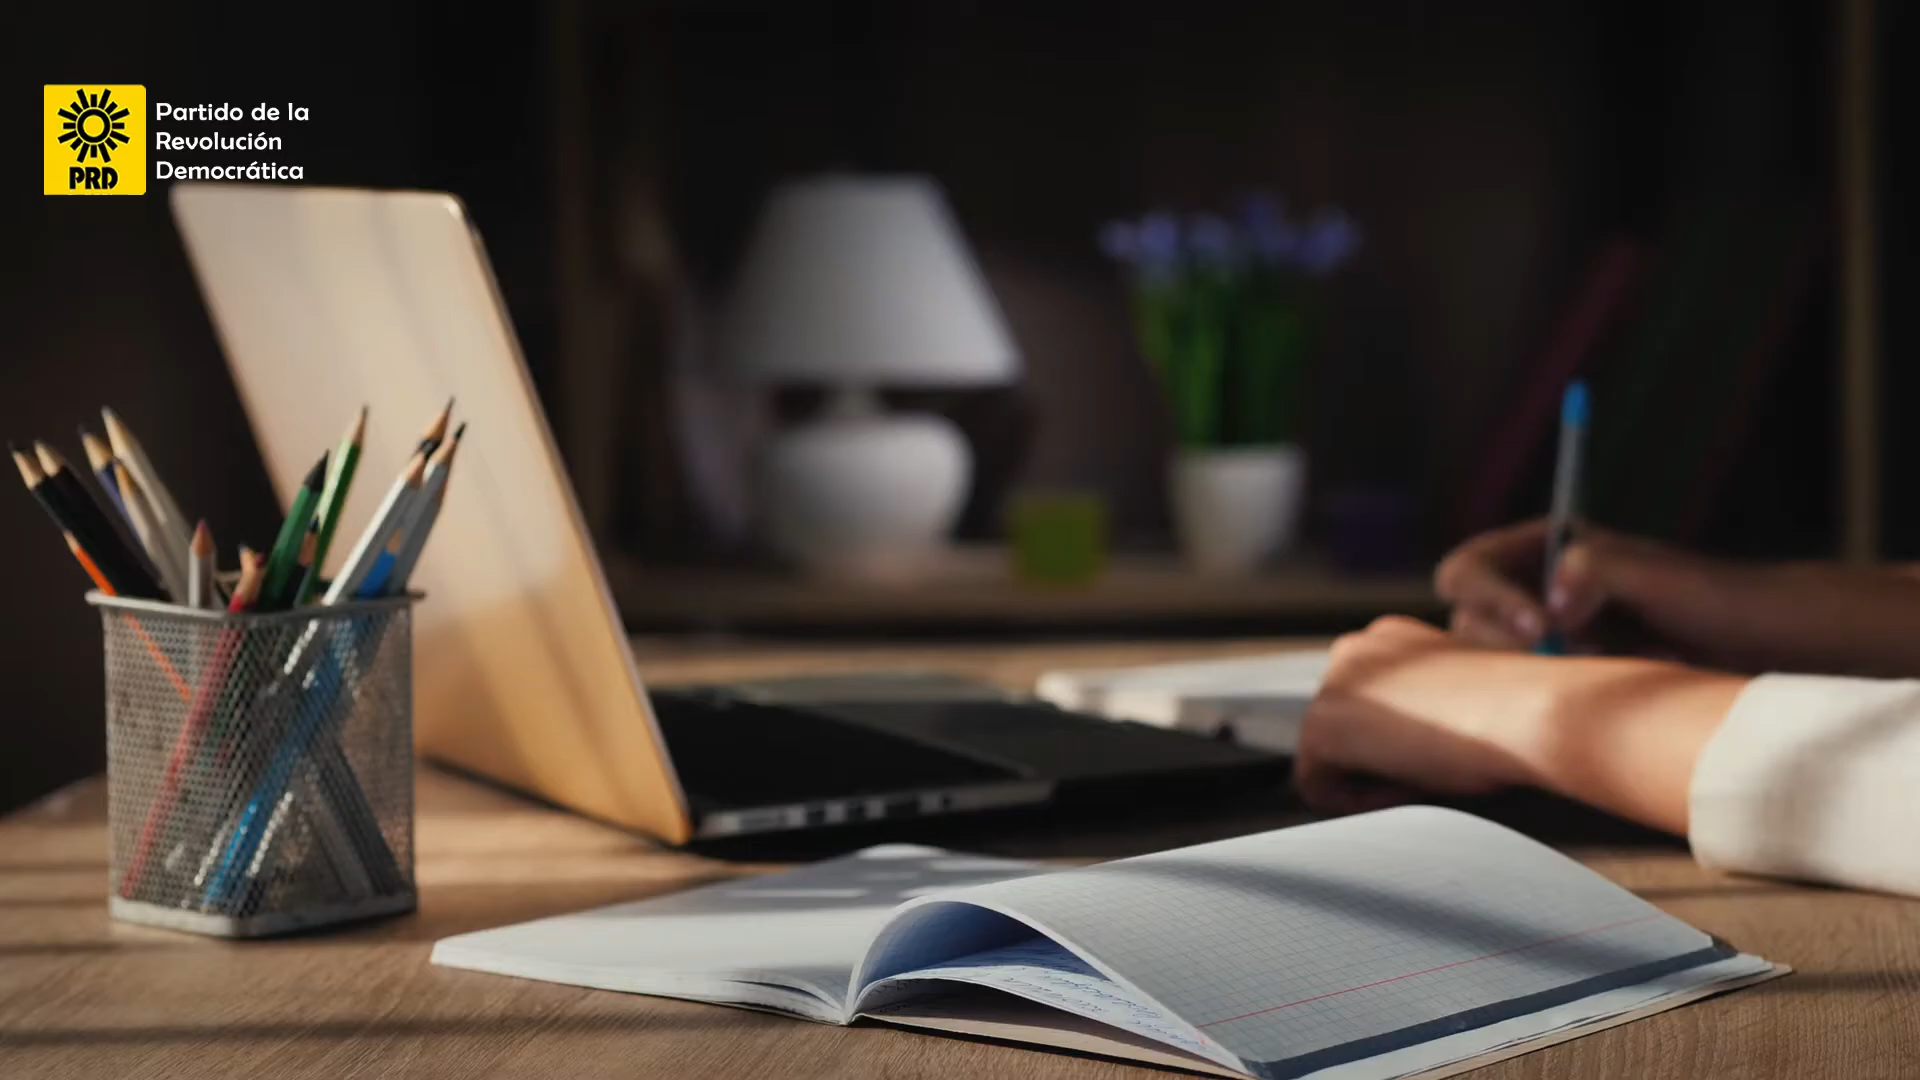 PRD
Partido de la
Revolución
Democrática